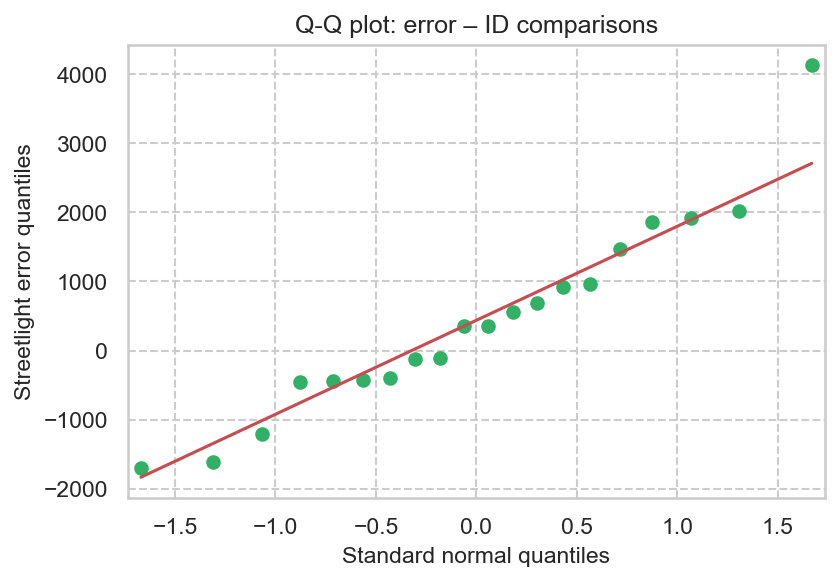 Q-Q plot: error – ID comparisons
Streetlight error quantiles
4000
3000
2000
1000
0
−1000
−2000
−1.5 −1.0 −0.5 0.0 0.5 1.0 1.5
Standard normal quantiles